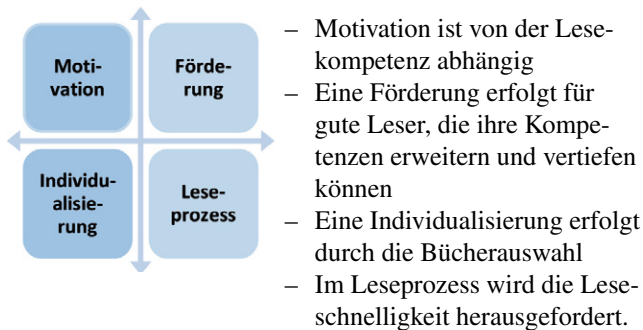 Moti-
vation
Förde-
rung
Individu-
alisie-
rung
Lese-
prozess
– Motivation ist von der Lese-
kompetenz abhängig
– Eine Förderung erfolgt für
gute Leser, die ihre Kompe-
tenzen erweitern und vertiefen
können
– Eine Individualisierung erfolgt
durch die Bücherauswahl
– Im Leseprozess wird die Lese-
schnelligkeit herausgefordert.